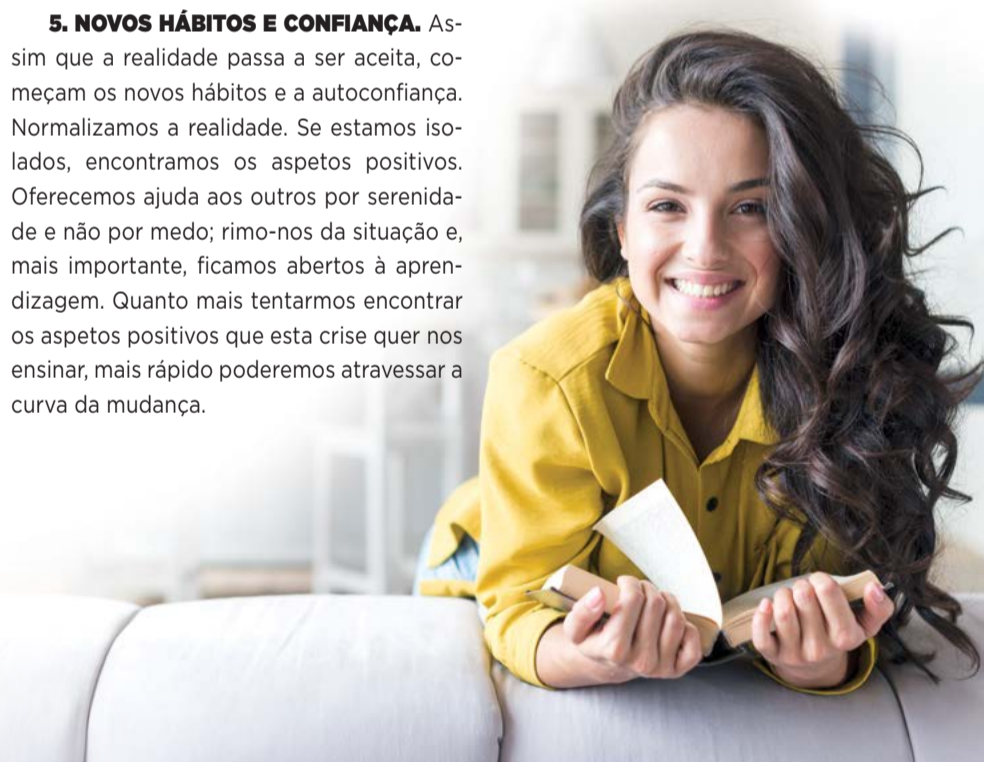 5. NOVOS HÁBITOS E CONFIANÇA. As-
sim que a realidade passa a ser aceita, co-
meçam os novos hábitos e a autoconfiança.
Normalizamos a realidade. Se estamos iso-
lados, encontramos os aspetos positivos.
Oferecemos ajuda aos outros por serenida-
de e não por medo; rimo-nos da situação e,
mais importante, ficamos abertos à apren-
dizagem. Quanto mais tentarmos encontrar
os aspetos positivos que esta crise quer nos
ensinar, mais rápido poderemos atravessar a
curva da mudança.